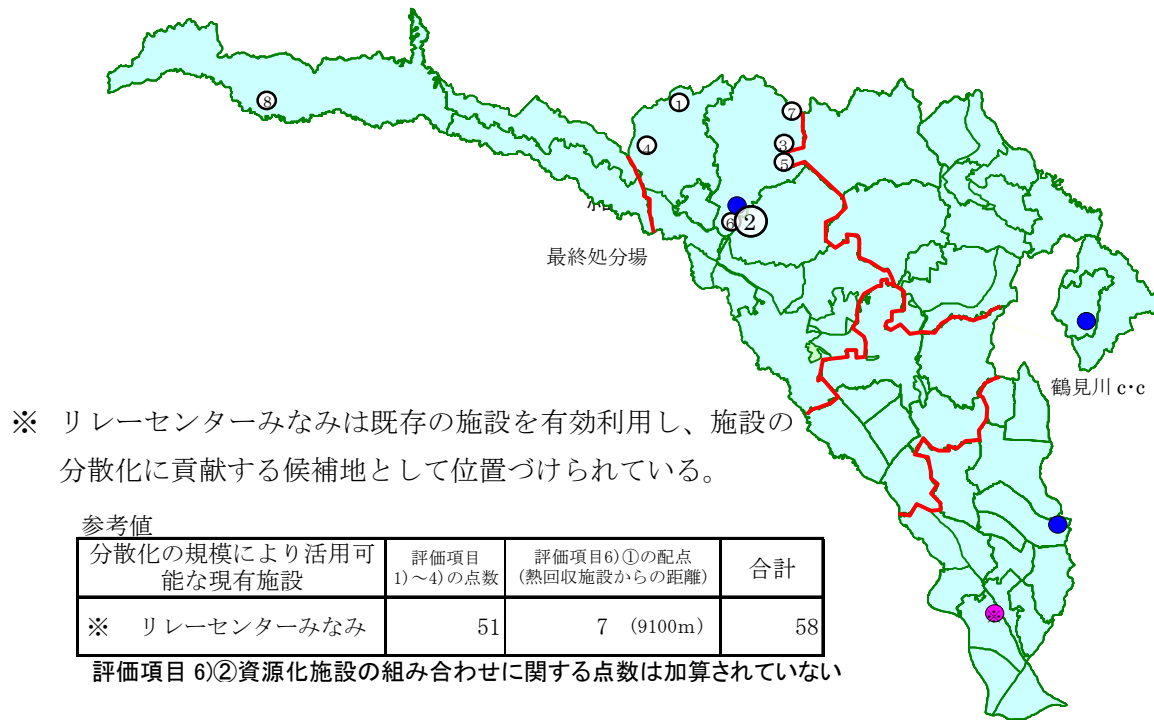 ⑧
①
⑦
④
③
⑤
⑥
②
最終処分場
鶴見川 c・c
※ リレーセンターみなみは既存の施設を有効利用し、施設の
分散化に貢献する候補地として位置づけられている。
参考値
分散化の規模により活用可
能な現有施設
評価項目
1)～4)の点数
評価項目6)①の配点
(熱回収施設からの距離)
合計
※ リレーセンターみなみ 51 7 (9100m) 58
評価項目 6)②資源化施設の組み合わせに関する点数は加算されていない
※